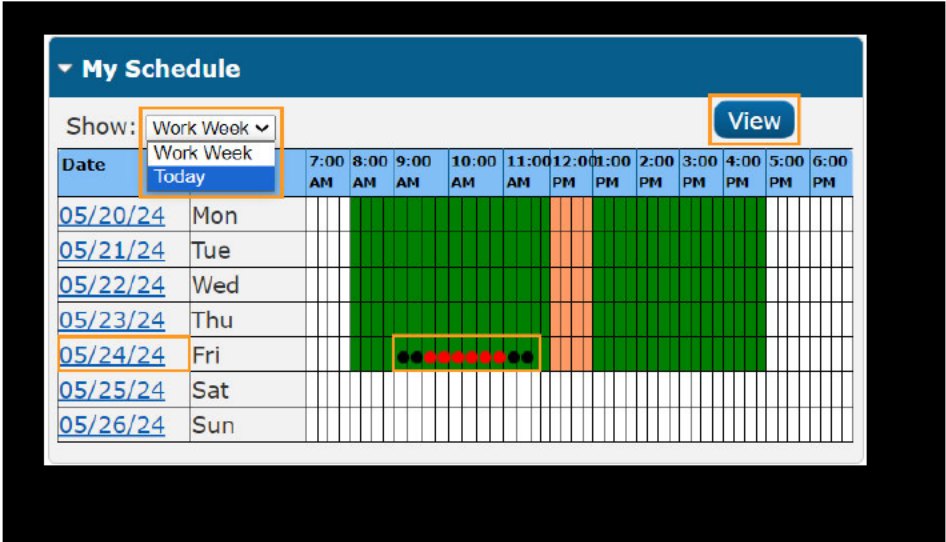 My Schedule
Show: Work Week View
Work Week
Today
Date 7:00 AM 8:00 AM 9:00 AM 10:00 AM 11:00 AM 12:00 PM 1:00 PM 2:00 PM 3:00 PM 4:00 PM 5:00 PM 6:00 PM
05/20/24 Mon
05/21/24 Tue
05/22/24 Wed
05/23/24 Thu
05/24/24 Fri
05/25/24 Sat
05/26/24 Sun